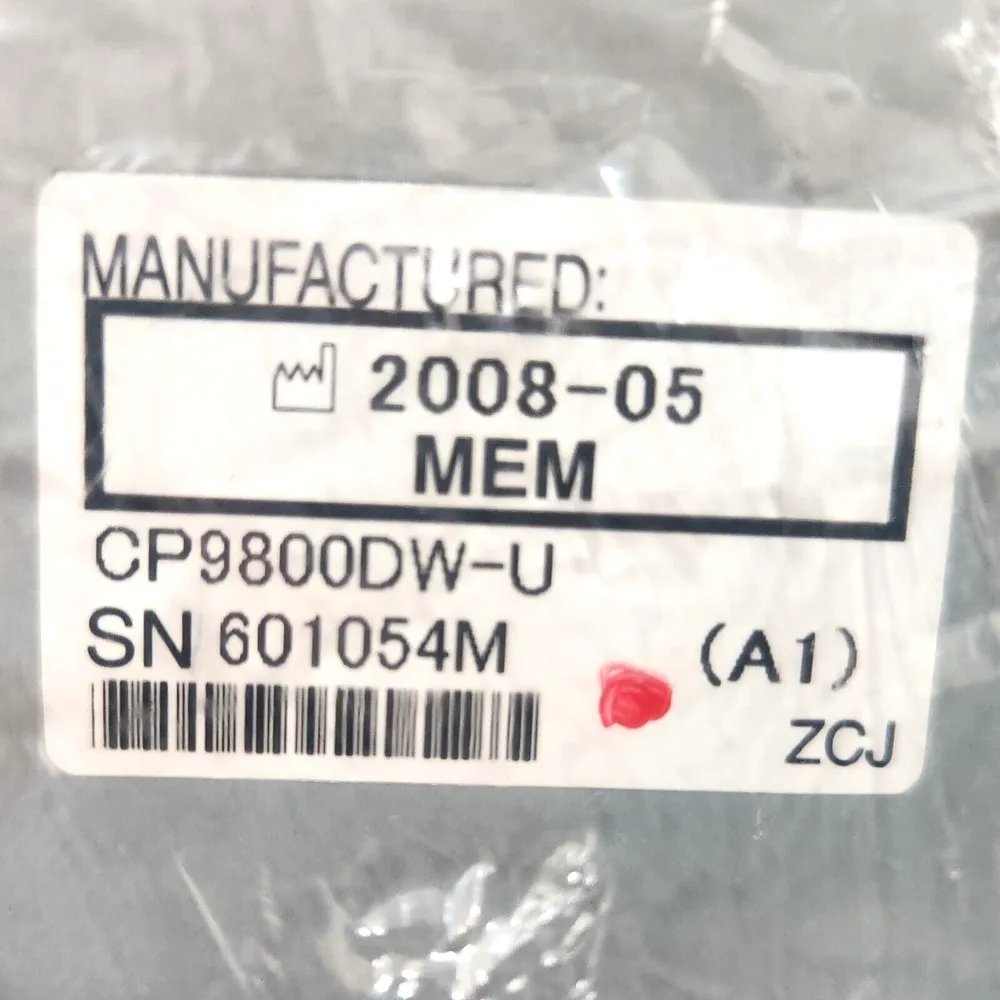 MANUFACTURED:
2008-05
MEM
CP9800DW-U
SN 601054M
(A1)
ZCJ